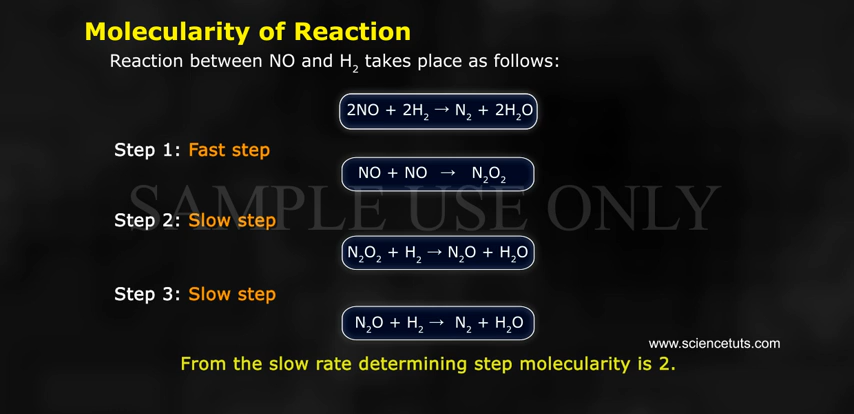 Molecularity of Reaction
Reaction between NO and H₂ takes place as follows:
2NO + 2H₂ → N₂ + 2H₂O
Step 1: Fast step
NO + NO → N₂O₂
SAMPLE USE ONLY
Step 2: Slow step
N₂O₂ + H₂ → N₂O + H₂O
Step 3: Slow step
N₂O + H₂ → N₂ + H₂O
www.sciencetuts.com
From the slow rate determining step molecularity is 2.